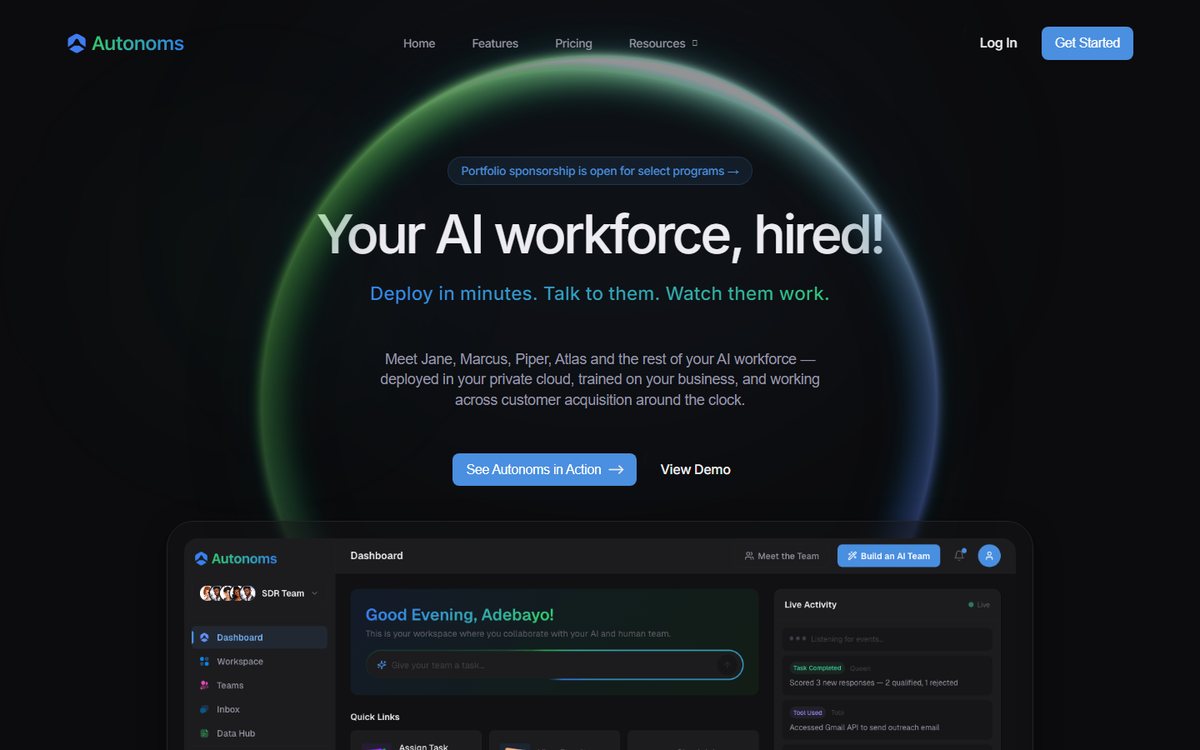 Autonoms
Home Features Pricing Resources
Log In Get Started
Portfolio sponsorship is open for select programs →
Your AI workforce, hired!
Deploy in minutes. Talk to them. Watch them work.
Meet Jane, Marcus, Piper, Atlas and the rest of your AI workforce —
deployed in your private cloud, trained on your business, and working
across customer acquisition around the clock.
See Autonoms in Action →
View Demo
Autonoms
SDR Team
Dashboard
Workspace
Teams
Inbox
Data Hub
Dashboard
Meet the Team
Build an AI Team
Good Evening, Adebayo!
This is your workspace where you collaborate with your AI and human team.
Give your team a task...
Quick Links
Assign Task
Live Activity
Live
Listening for events...
Task Completed Queen
Scored 3 new responses — 2 qualified, 1 rejected
Tool Used Tota
Accessed Gmail API to send outreach email